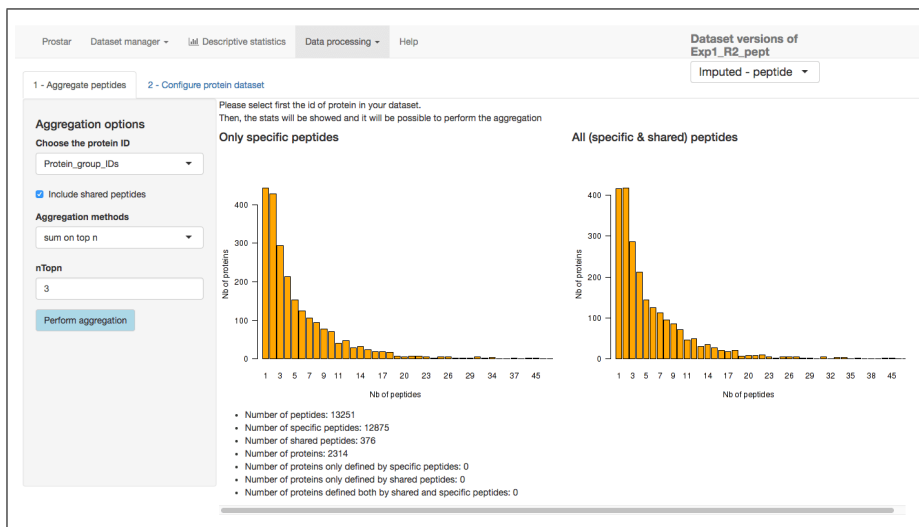 Prostar Dataset manager Descriptive statistics Data processing Help
Dataset versions of
Exp1_R2_pept
Imputed - peptide
1 - Aggregate peptides 2 - Configure protein dataset
Please select first the id of protein in your dataset.
Then, the stats will be showed and it will be possible to perform the aggregation
Aggregation options
Choose the protein ID
Protein_group_IDs
Include shared peptides
Aggregation methods
sum on top n
nTopn
3
Perform aggregation
Only specific peptides
Nb of proteins
400
300
200
100
0
1 3 5 7 9 11 14 17 20 23 26 29 34 37 45
Nb of peptides
All (specific & shared) peptides
Nb of proteins
400
300
200
100
0
1 3 5 7 9 11 14 17 20 23 26 29 32 35 38 45
Nb of peptides
• Number of peptides: 13251
• Number of specific peptides: 12875
• Number of shared peptides: 376
• Number of proteins: 2314
• Number of proteins only defined by specific peptides: 0
• Number of proteins only defined by shared peptides: 0
• Number of proteins defined both by shared and specific peptides: 0